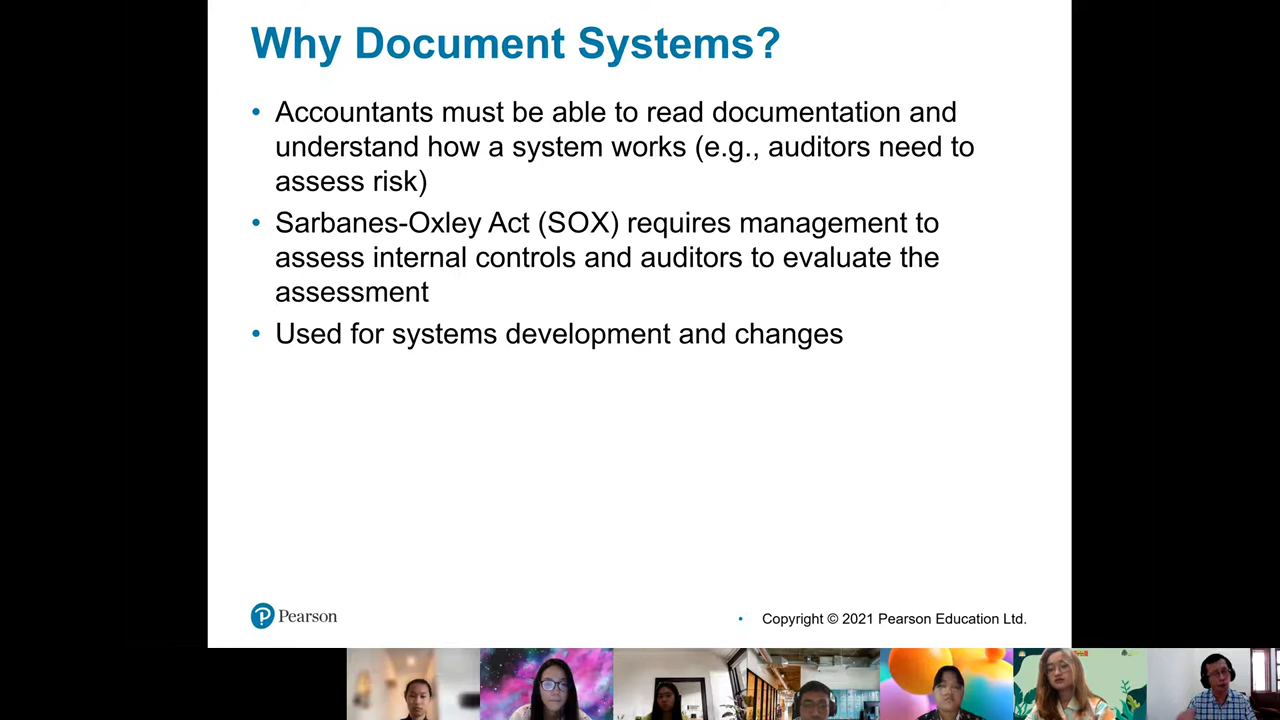 Why Document Systems?
• Accountants must be able to read documentation and
understand how a system works (e.g., auditors need to
assess risk)
• Sarbanes-Oxley Act (SOX) requires management to
assess internal controls and auditors to evaluate the
assessment
• Used for systems development and changes
P Pearson
• Copyright © 2021 Pearson Education Ltd.